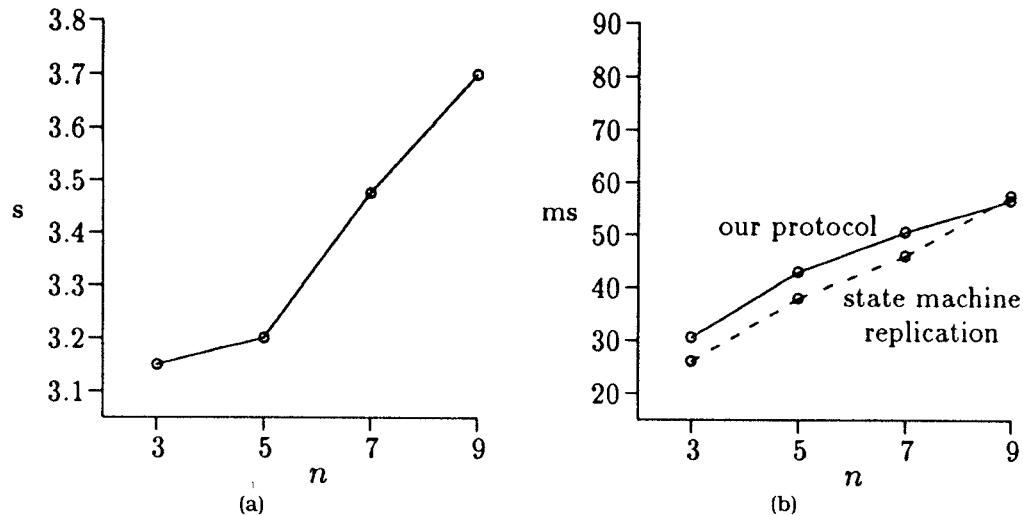 3.8
3.7
3.6
3.5
3.4
3.3
3.2
3.1
s
3 5 7 9
n
(a)
90
80
70
60
50
40
30
20
ms
our protocol
state machine
replication
3 5 7 9
n
(b)